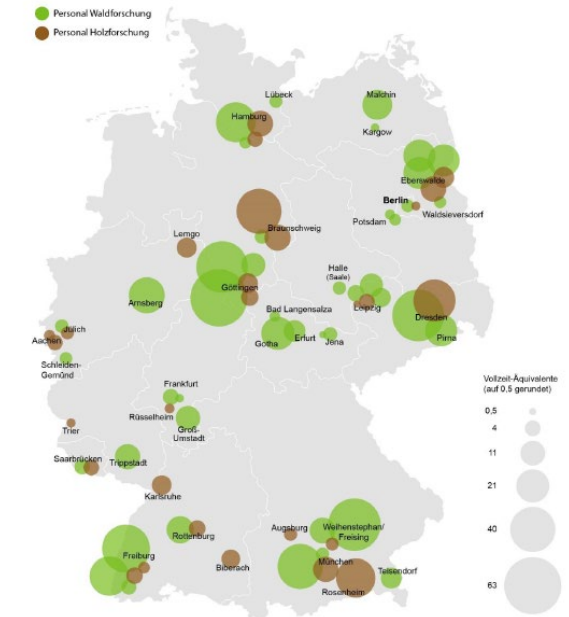 Personal Waldforschung
Personal Holzforschung
Lübeck
Malchin
Hamburg
Kargow
Eberswalde
Berlin
Potsdam
Waldsieversdorf
Lemgo
Braunschweig
Göttingen
Halle
(Saale)
Leipzig
Arnsberg
Bad Langensalza
Dresden
Pirna
Jülich
Aachen
Gotha
Erfurt
Jena
Schleiden-
Gemünd
Frankfurt
Rüsselheim
Groß-
Umstadt
Trier
Saarbrücken
Trippstadt
Karlsruhe
Rottenburg
Augsburg
Weihenstephan/
Freising
Freiburg
Biberach
München
Teisendorf
Rosenheim
Vollzeit-Äquivalente
(auf 0,5 gerundet)
0,5
4
11
21
40
63